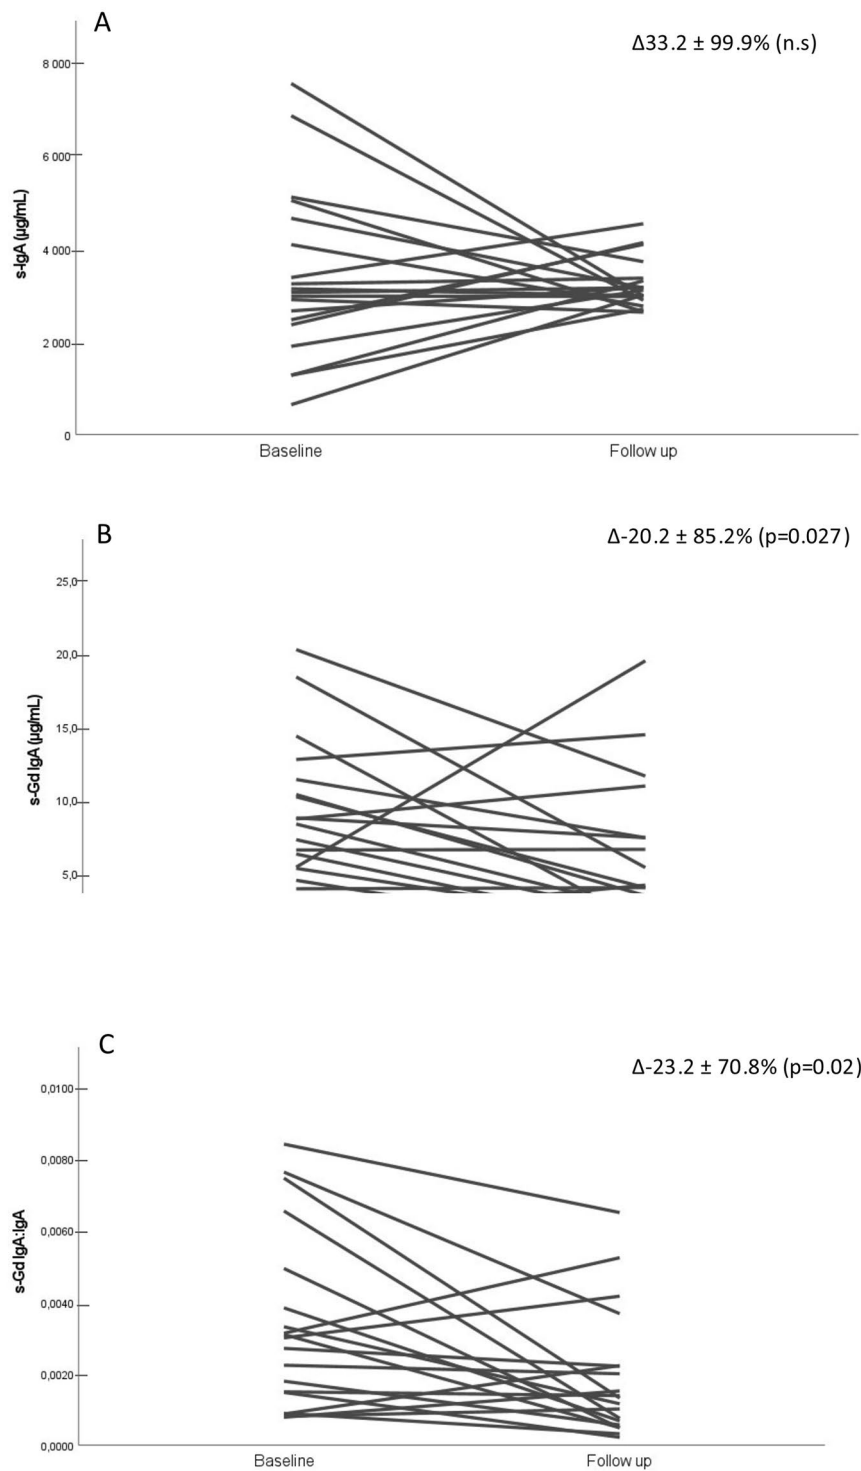 A
Δ33.2 ± 99.9% (n.s)
8 000
6 000
4 000
2 000
0
s-IgA (µg/mL)
Baseline
Follow up
B
Δ-20.2 ± 85.2% (p=0.027)
25,0
20,0
15,0
10,0
5,0
s-Gd IgA (µg/mL)
C
Δ-23.2 ± 70.8% (p=0.02)
0,0100
0,0080
0,0060
0,0040
0,0020
0,0000
s-Gd IgA:IgA
Baseline
Follow up